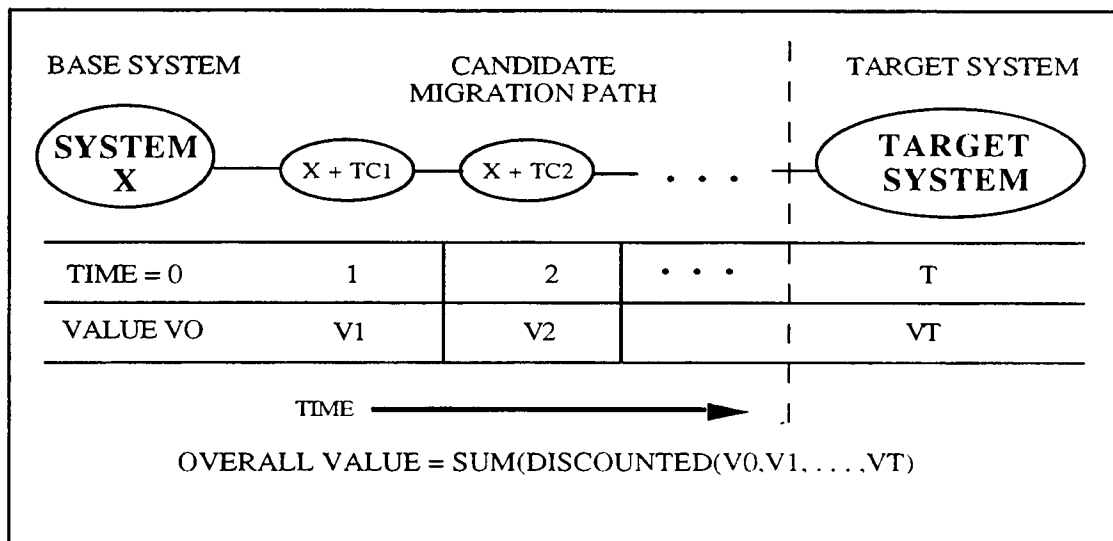 BASE SYSTEM
CANDIDATE
MIGRATION PATH
TARGET SYSTEM
SYSTEM
X
X + TC1
X + TC2
. . .
TARGET
SYSTEM
TIME = 0 1 2 . . . T
VALUE VO V1 V2 VT
TIME
OVERALL VALUE = SUM(DISCOUNTED(V0,V1, . . . ,VT)